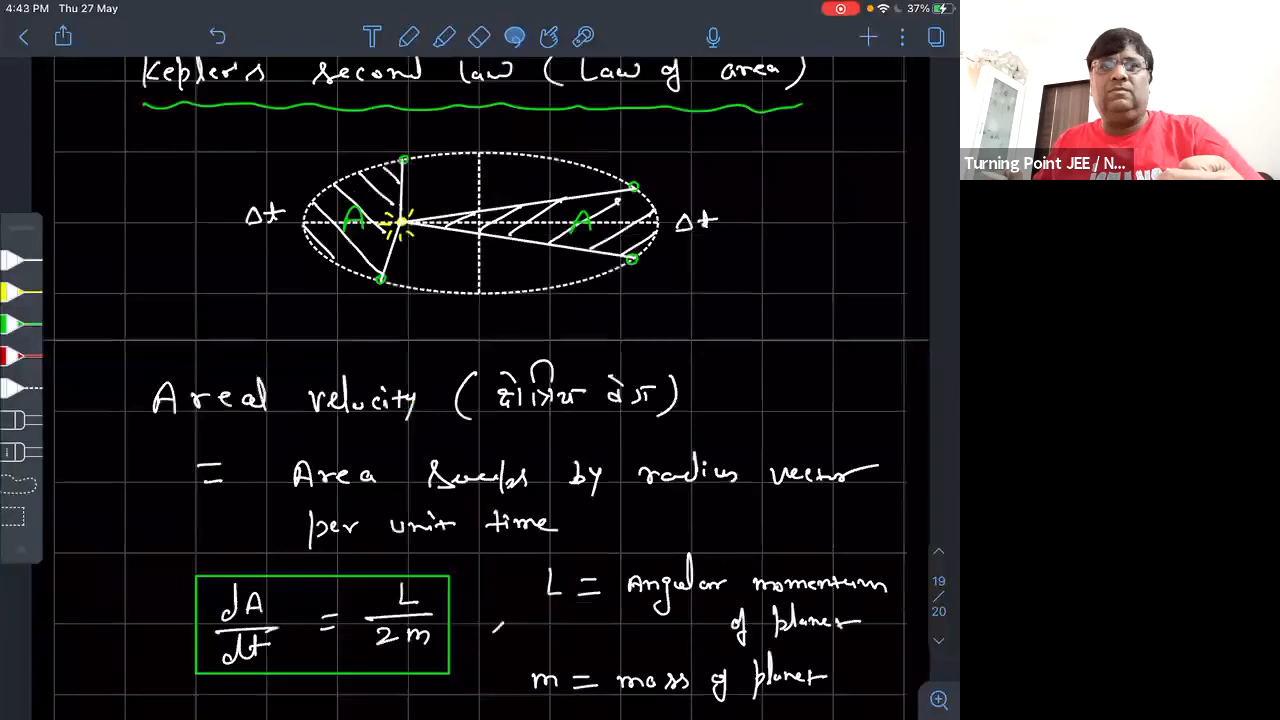 4:43 PM Thu 27 May
37%
Kepler's second law (Law of area)
Δt A A Δt
Areal velocity (क्षेत्रिय वेग)
= Area sweeps by radius vector
per unit time
dA/dt = L/2m ,
L = Angular momentum
of planet
m = mass of planet
19
/
20
Turning Point JEE / N...